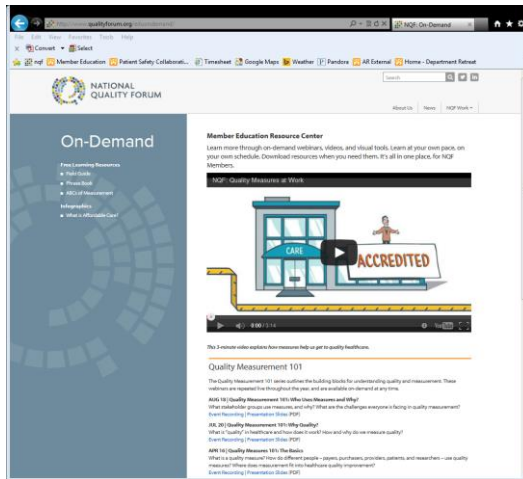 http://www.qualityforum.org/ondemand/
NQF: On-Demand
File Edit View Favorites Tools Help
x Convert Select
nqf Member Education Patient Safety Collaborati... Timesheet Google Maps Weather Pandora AR External Home - Department Retreat
NATIONAL
QUALITY FORUM
Search
in
About Us News NQF Work
On-Demand
Free Learning Resources
Field Guide
Phrase Book
ABCs of Measurement
Infographics
What is Affordable Care?
Member Education Resource Center
Learn more through on-demand webinars, videos, and visual tools. Learn at your own pace, on
your own schedule. Download resources when you need them. It's all in one place, for NQF
Members.
NQF: Quality Measures at Work
CARE
ACCREDITED
0:00 / 3:14
YouTube
This 3-minute video explains how measures help us get to quality healthcare.
Quality Measurement 101
The Quality Measurement 101 series outlines the building blocks for understanding quality and measurement. These
webinars are repeated live throughout the year, and are available on-demand at any time.
AUG 18 | Quality Measurement 101: Who Uses Measures and Why?
What stakeholder groups use measures, and why? What are the challenges everyone is facing in quality measurement?
Event Recording | Presentation Slides (PDF)
JUL 20 | Quality Measurement 101: Why Quality?
What is "quality" in healthcare and how does it work? How and why do we measure quality?
Event Recording | Presentation Slides (PDF)
APR 16 | Quality Measures 101: The Basics
What is a quality measure? How do different people – payers, purchasers, providers, patients, and researchers – use quality
measures? Where does measurement fit into healthcare quality improvement?
Event Recording | Presentation Slides (PDF)